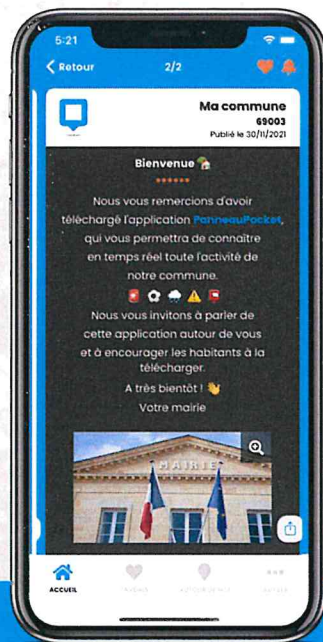 5:21
Retour
2/2
Ma commune
69003
Publié le 30/11/2021
Bienvenue
Nous vous remercions d'avoir
téléchargé l'application PanneauPocket,
qui vous permettra de connaître
en temps réel toute l'activité de
notre commune.
Nous vous invitons à parler de
cette application autour de vous
et à encourager les habitants à la
télécharger.
A très bientôt !
Votre mairie
MAIRIE
ACCUEIL